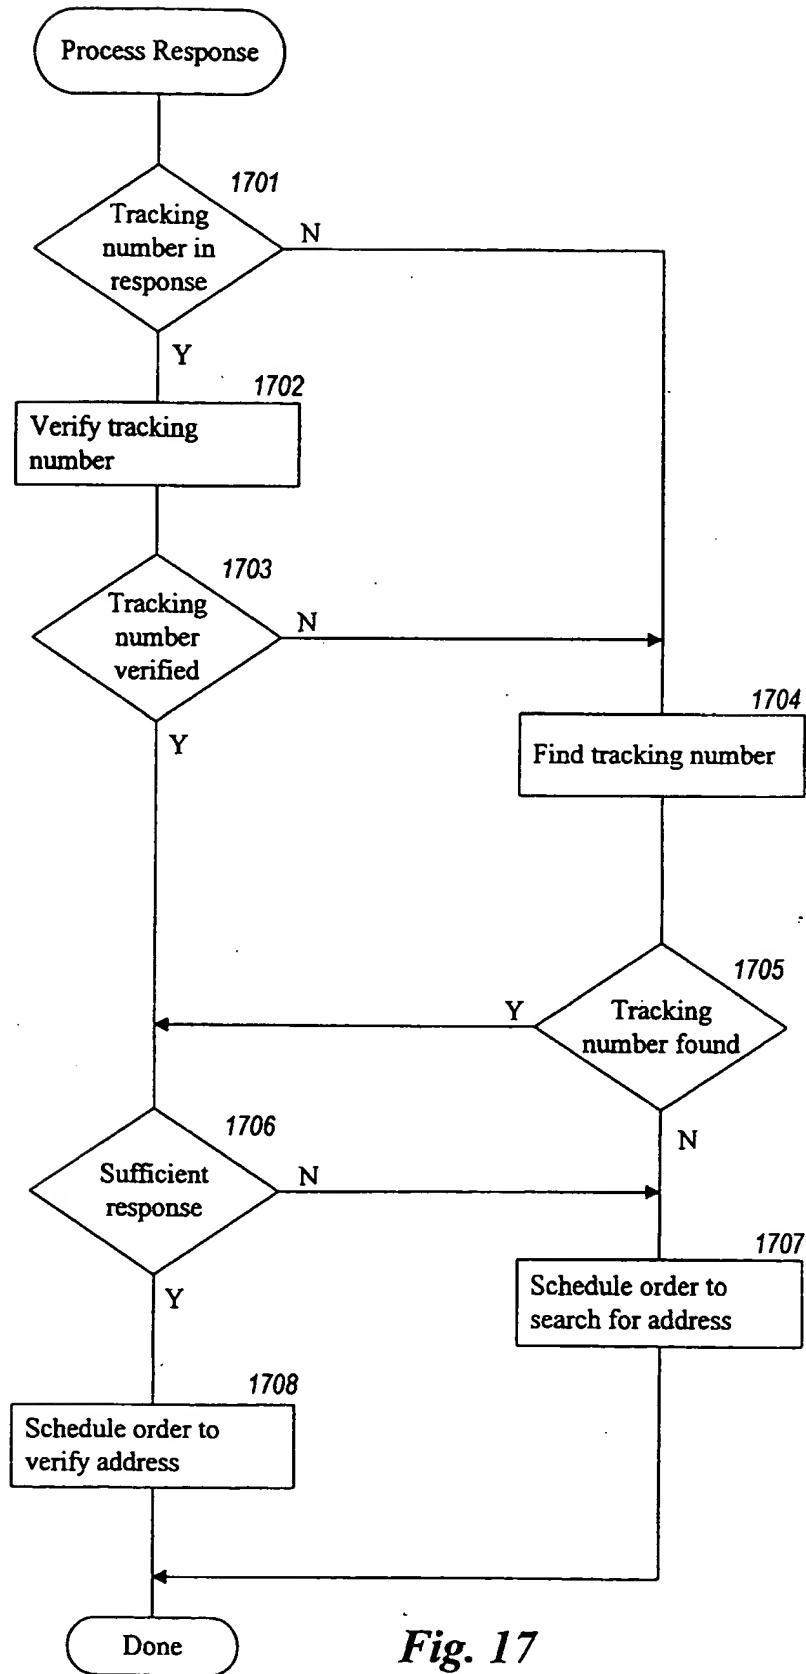 Process Response
1701
Tracking
number in
response
N
Y
1702
Verify tracking
number
1703
Tracking
number
verified
N
Y
1704
Find tracking number
1705
Tracking
number found
Y
N
1706
Sufficient
response
N
Y
1707
Schedule order to
search for address
1708
Schedule order to
verify address
Done
Fig. 17